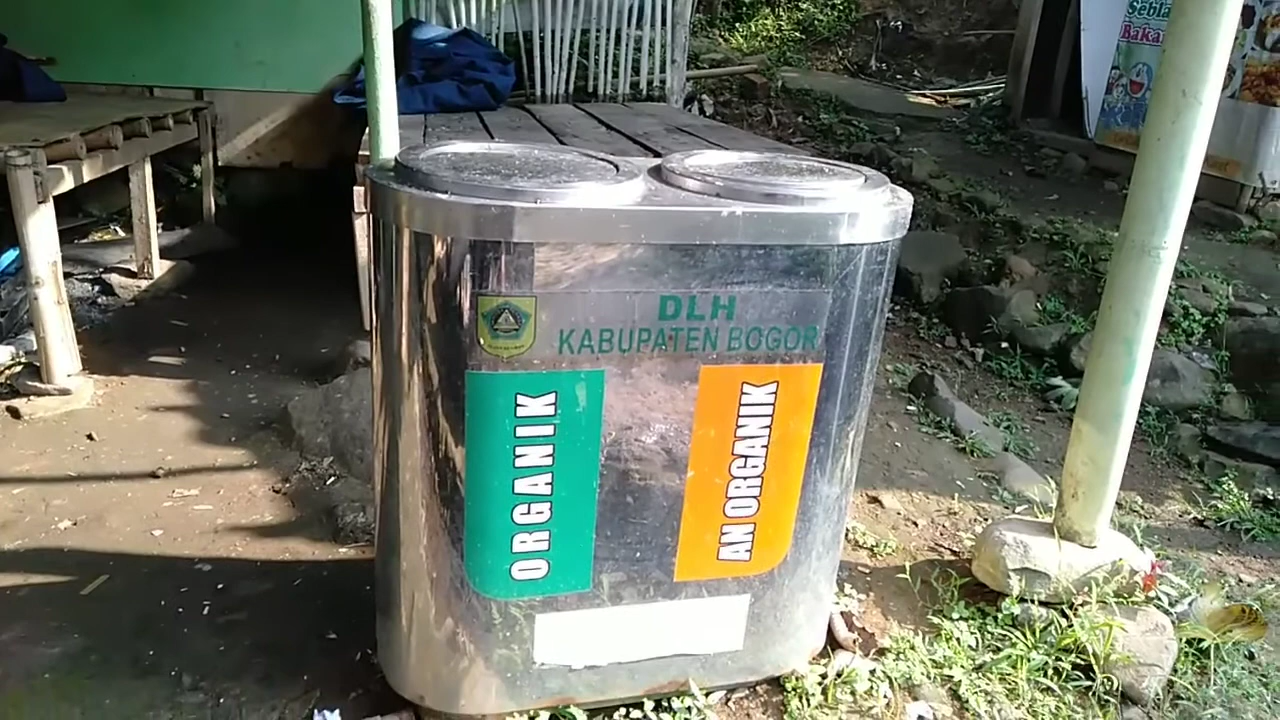 Sebla
Baka
DLH
KABUPATEN BOGOR
ORGANIK
AN ORGANIK